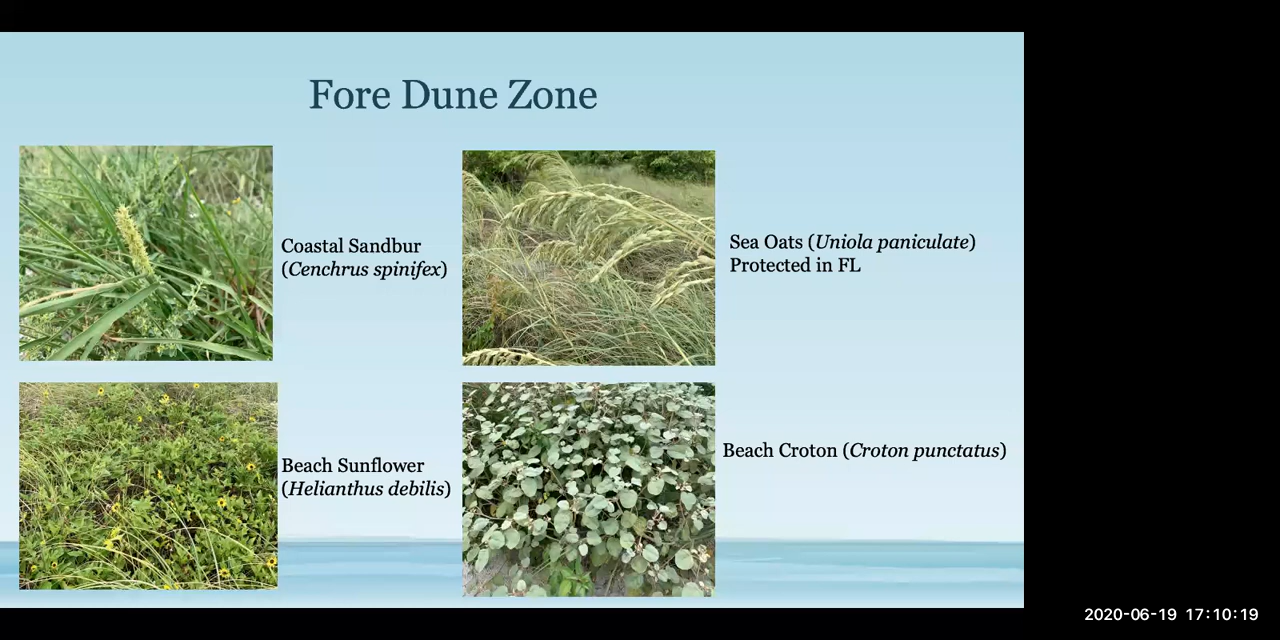 Fore Dune Zone
Coastal Sandbur
(Cenchrus spinifex)
Sea Oats (Uniola paniculate)
Protected in FL
Beach Sunflower
(Helianthus debilis)
Beach Croton (Croton punctatus)
2020-06-19 17:10:19